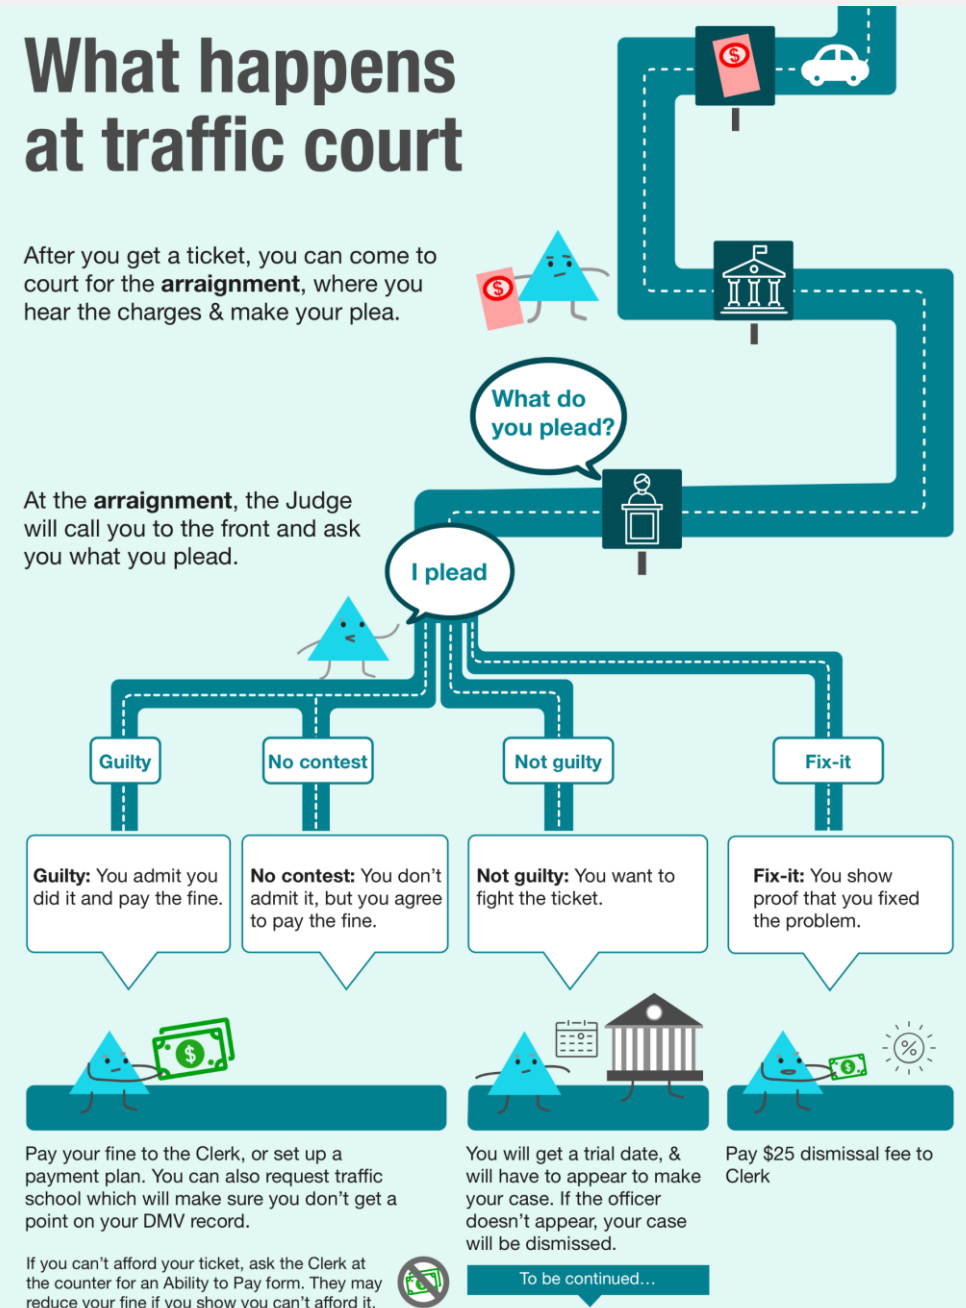 What happens
at traffic court
$
After you get a ticket, you can come to
court for the arraignment, where you
hear the charges & make your plea.
$
What do
you plead?
At the arraignment, the Judge
will call you to the front and ask
you what you plead.
I plead
Guilty
No contest
Not guilty
Fix-it
Guilty: You admit you
did it and pay the fine.
No contest: You don't
admit it, but you agree
to pay the fine.
Not guilty: You want to
fight the ticket.
Fix-it: You show
proof that you fixed
the problem.
$
$
%
Pay your fine to the Clerk, or set up a
payment plan. You can also request traffic
school which will make sure you don't get a
point on your DMV record.
If you can't afford your ticket, ask the Clerk at
the counter for an Ability to Pay form. They may
reduce your fine if you show you can't afford it.
You will get a trial date, &
will have to appear to make
your case. If the officer
doesn't appear, your case
will be dismissed.
To be continued...
Pay $25 dismissal fee to
Clerk